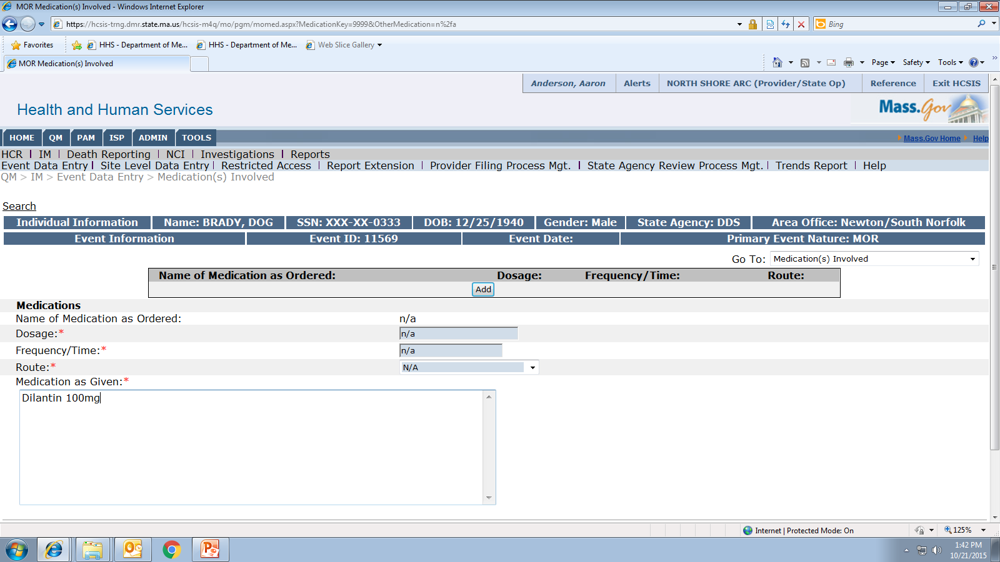 MOR Medication(s) Involved - Windows Internet Explorer
https://hcsis-trng.dmr.state.ma.us/hcsis-m4q/mo/pgm/momed.aspx?MedicationKey=9999&OtherMedication=n%2fa
Bing
Favorites HHS - Department of Me... HHS - Department of Me... Web Slice Gallery
MOR Medication(s) Involved Page Safety Tools »
Anderson, Aaron Alerts NORTH SHORE ARC (Provider/State Op) Reference Exit HCSIS
Health and Human Services Mass.Gov
HOME QM PAM ISP ADMIN TOOLS Mass.Gov Home Help
HCR | IM | Death Reporting | NCI | Investigations | Reports
Event Data Entry | Site Level Data Entry | Restricted Access | Report Extension | Provider Filing Process Mgt. | State Agency Review Process Mgt. | Trends Report | Help
QM > IM > Event Data Entry > Medication(s) Involved
Search
Individual Information Name: BRADY, DOG SSN: XXX-XX-0333 DOB: 12/25/1940 Gender: Male State Agency: DDS Area Office: Newton/South Norfolk
Event Information Event ID: 11569 Event Date: Primary Event Nature: MOR
Go To: Medication(s) Involved
Name of Medication as Ordered: Dosage: Frequency/Time: Route:
Add
Medications
Name of Medication as Ordered: n/a
Dosage:* n/a
Frequency/Time:* n/a
Route:* N/A
Medication as Given:*
Dilantin 100mg
Internet | Protected Mode: On 125%
1:42 PM
10/21/2015